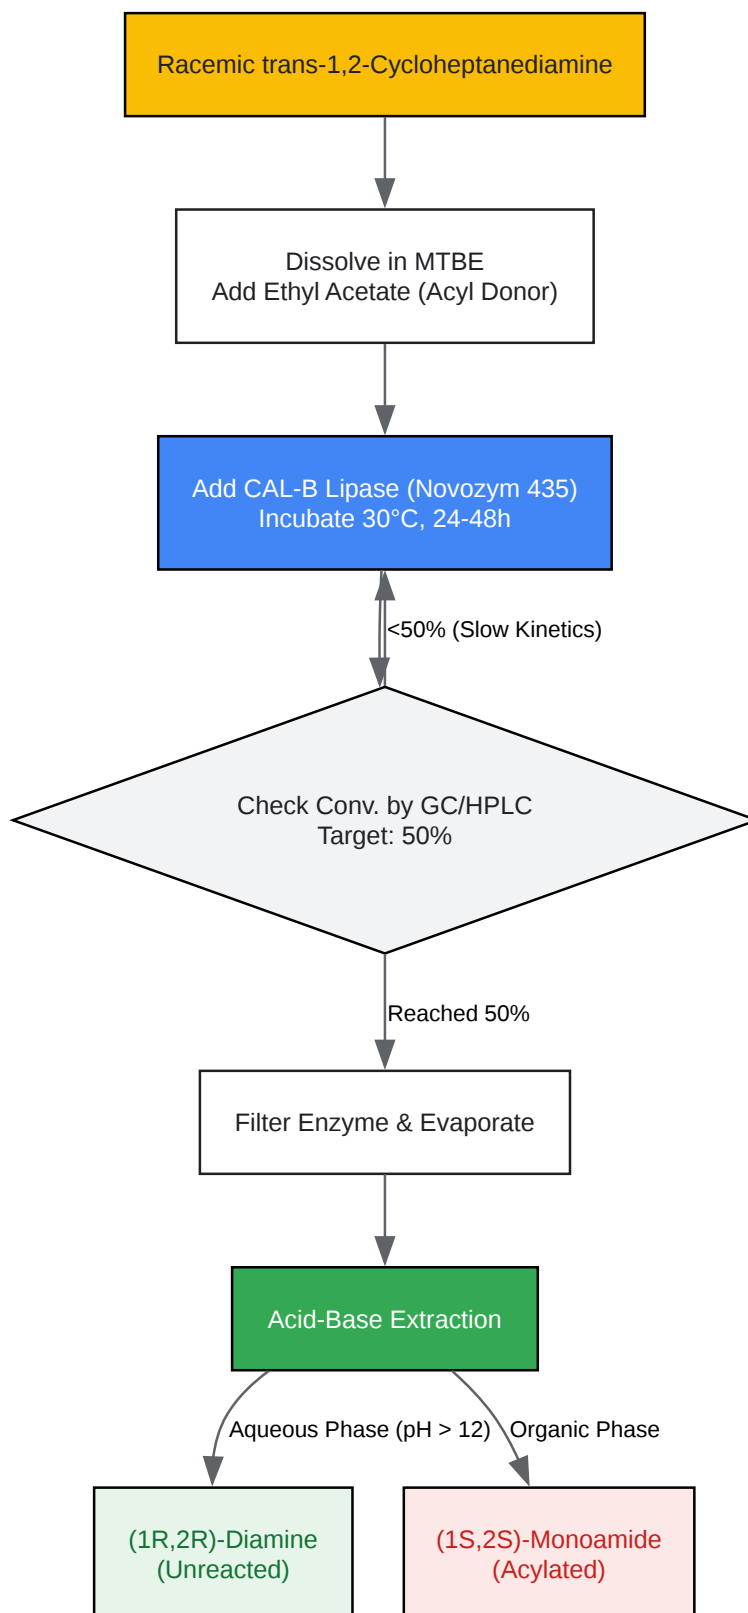 Racemic trans-1,2-Cycloheptanediamine
Dissolve in MTBE
Add Ethyl Acetate (Acyl Donor)
Add CAL-B Lipase (Novozym 435)
Incubate 30°C, 24-48h
<50% (Slow Kinetics)
Check Conv. by GC/HPLC
Target: 50%
Reached 50%
Filter Enzyme & Evaporate
Acid-Base Extraction
Aqueous Phase (pH > 12)
Organic Phase
(1R,2R)-Diamine
(Unreacted)
(1S,2S)-Monoamide
(Acylated)